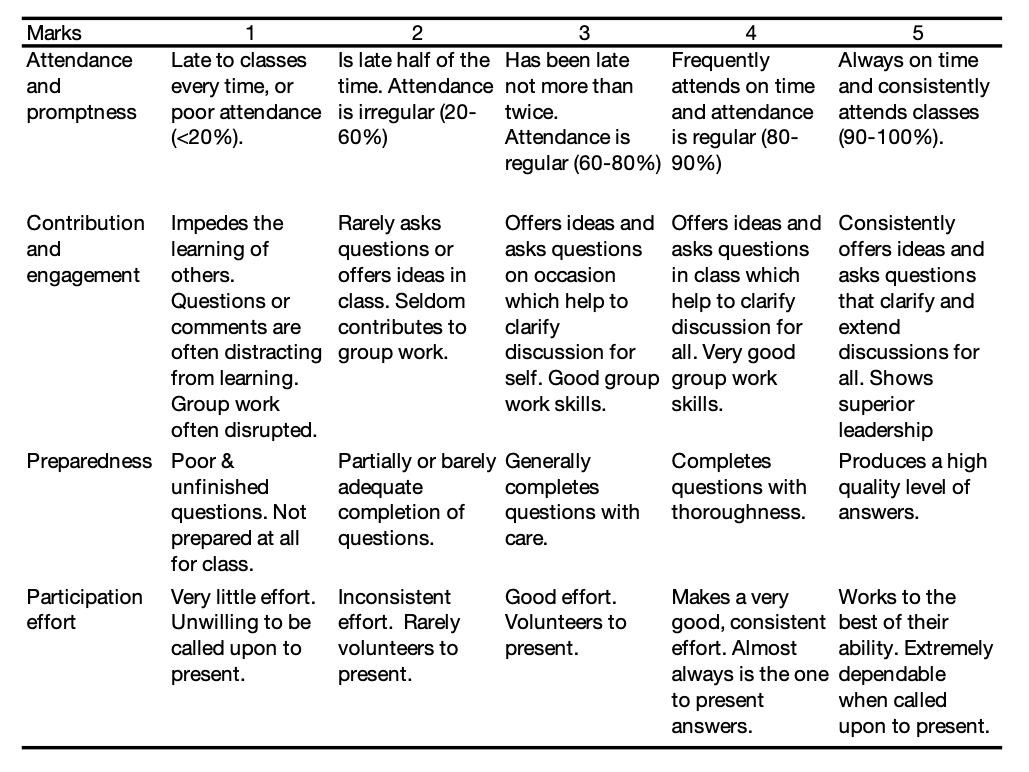 Marks 1 2 3 4 5
Attendance and promptness
Late to classes
every time, or
poor attendance
(<20%).
Is late half of the
time. Attendance
is irregular (20-
60%)
Has been late
not more than
twice.
Attendance is
regular (60-80%)
Frequently
attends on time
and attendance
is regular (80-
90%)
Always on time
and consistently
attends classes
(90-100%).
Contribution
and
engagement
Impedes the
learning of
others.
Questions or
comments are
often distracting
from learning.
Group work
often disrupted.
Rarely asks
questions or
offers ideas in
class. Seldom
contributes to
group work.
Offers ideas and
asks questions
on occasion
which help to
clarify
discussion for
self. Good group
work skills.
Offers ideas and
asks questions
in class which
help to clarify
discussion for
all. Very good
group work
skills.
Consistently
offers ideas and
asks questions
that clarify and
extend
discussions for
all. Shows
superior
leadership
Preparedness
Poor &
unfinished
questions. Not
prepared at all
for class.
Partially or barely
adequate
completion of
questions.
Generally
completes
questions with
care.
Completes
questions with
thoroughness.
Produces a high
quality level of
answers.
Participation
effort
Very little effort.
Unwilling to be
called upon to
present.
Inconsistent
effort.  Rarely
volunteers to
present.
Good effort.
Volunteers to
present.
Makes a very
good, consistent
effort. Almost
always is the one
to present
answers.
Works to the
best of their
ability. Extremely
dependable
when called
upon to present.